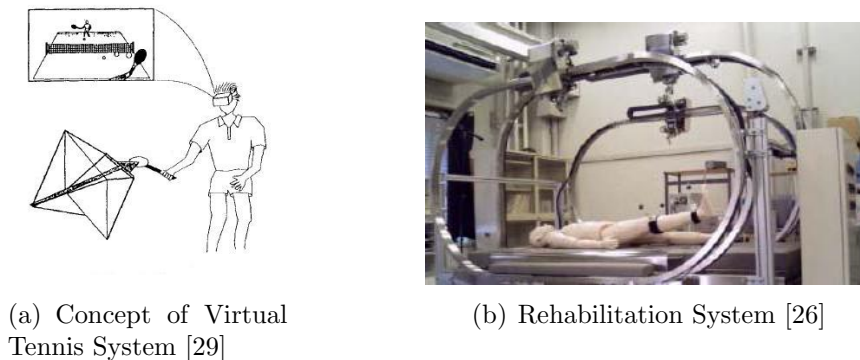 (a) Concept of Virtual
Tennis System [29]
(b) Rehabilitation System [26]